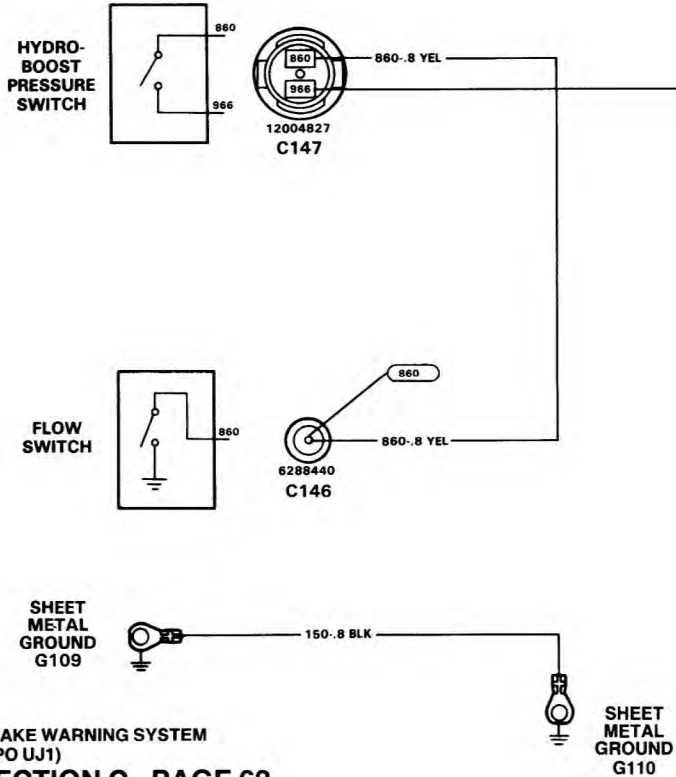 HYDRO-
BOOST
PRESSURE
SWITCH
860
966
860
966
860-.8 YEL
12004827
C147
FLOW
SWITCH
860
860
860-.8 YEL
6288440
C146
SHEET
METAL
GROUND
G109
150-.8 BLK
SHEET
METAL
GROUND
G110
AKE WARNING SYSTEM
PO UJ1)